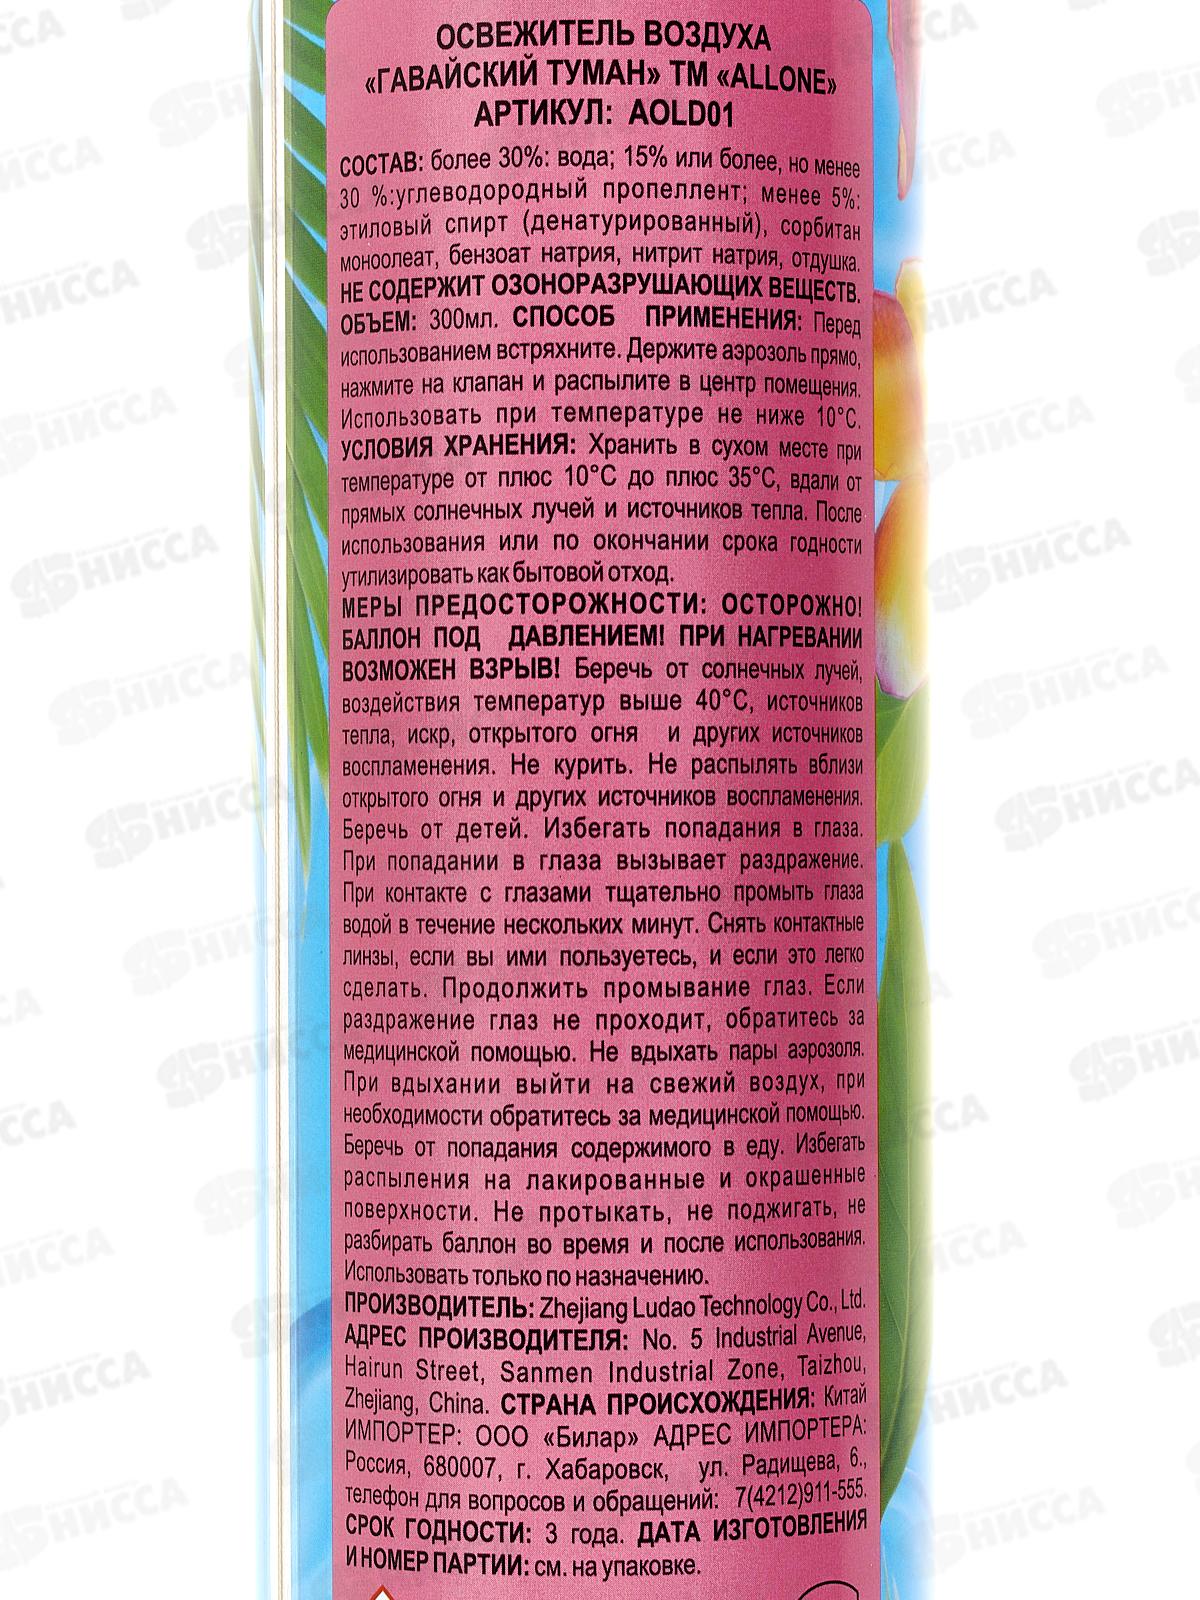 ОСВЕЖИТЕЛЬ ВОЗДУХА
«ГАВАЙСКИЙ ТУМАН» ТМ «ALLONE»
АРТИКУЛ: AOLD01
СОСТАВ: более 30%: вода; 15% или более, но менее
30 %:углеводородный пропеллент; менее 5%:
этиловый спирт (денатурированный), сорбитан
моноолеат, бензоат натрия, нитрит натрия, отдушка.
НЕ СОДЕРЖИТ ОЗОНОРАЗРУШАЮЩИХ ВЕЩЕСТВ.
ОБЪЕМ: 300мл. СПОСОБ ПРИМЕНЕНИЯ: Перед
использованием встряхните. Держите аэрозоль прямо,
нажмите на клапан и распылите в центр помещения.
Использовать при температуре не ниже 10°С.
УСЛОВИЯ ХРАНЕНИЯ: Хранить в сухом месте при
температуре от плюс 10°С до плюс 35°С, вдали от
прямых солнечных лучей и источников тепла. После
использования или по окончании срока годности
утилизировать как бытовой отход.
МЕРЫ ПРЕДОСТОРОЖНОСТИ: ОСТОРОЖНО!
БАЛЛОН ПОД ДАВЛЕНИЕМ! ПРИ НАГРЕВАНИИ
ВОЗМОЖЕН ВЗРЫВ! Беречь от солнечных лучей,
воздействия температур выше 40°С, источников
тепла, искр, открытого огня и других источников
воспламенения. Не курить. Не распылять вблизи
открытого огня и других источников воспламенения.
Беречь от детей. Избегать попадания в глаза.
При попадании в глаза вызывает раздражение.
При контакте с глазами тщательно промыть глаза
водой в течение нескольких минут. Снять контактные
линзы, если вы ими пользуетесь, и если это легко
сделать. Продолжить промывание глаз. Если
раздражение глаз не проходит, обратитесь за
медицинской помощью. Не вдыхать пары аэрозоля.
При вдыхании выйти на свежий воздух, при
необходимости обратитесь за медицинской помощью.
Беречь от попадания содержимого в еду. Избегать
распыления на лакированные и окрашенные
поверхности. Не протыкать, не поджигать, не
разбирать баллон во время и после использования.
Использовать только по назначению.
ПРОИЗВОДИТЕЛЬ: Zhejiang Ludao Technology Co., Ltd.
АДРЕС ПРОИЗВОДИТЕЛЯ: No. 5 Industrial Avenue,
Hairun Street, Sanmen Industrial Zone, Taizhou,
Zhejiang, China. СТРАНА ПРОИСХОЖДЕНИЯ: Китай
ИМПОРТЕР: ООО «Билар» АДРЕС ИМПОРТЕРА:
Россия, 680007, г. Хабаровск, ул. Радищева, 6.,
телефон для вопросов и обращений: 7(4212)911-555.
СРОК ГОДНОСТИ: 3 года. ДАТА ИЗГОТОВЛЕНИЯ
И НОМЕР ПАРТИИ: см. на упаковке.